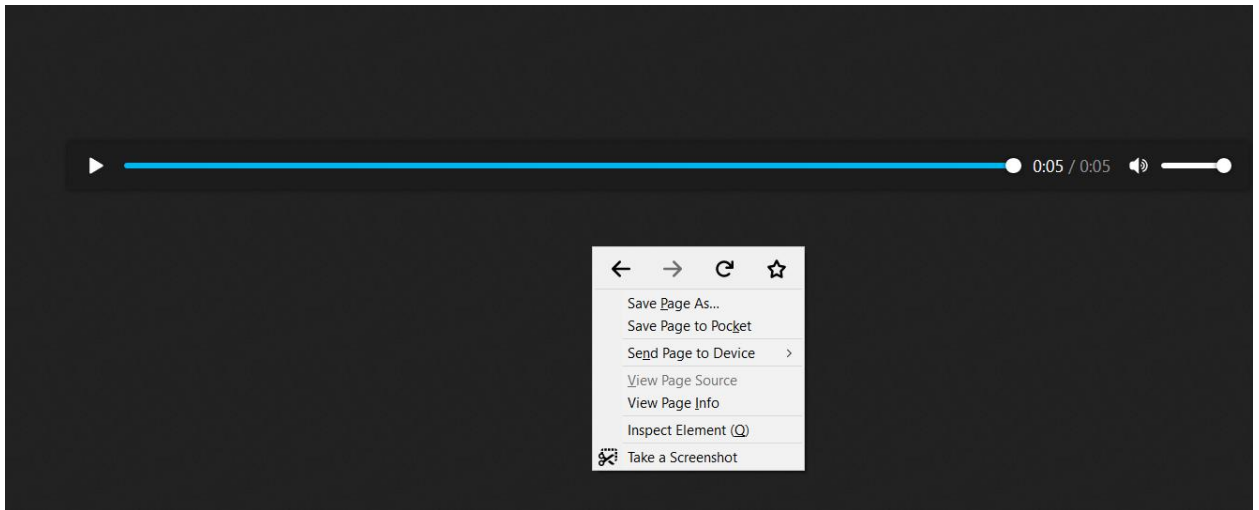 0:05 / 0:05
Save Page As...
Save Page to Pocket
Send Page to Device
View Page Source
View Page Info
Inspect Element (Q)
Take a Screenshot